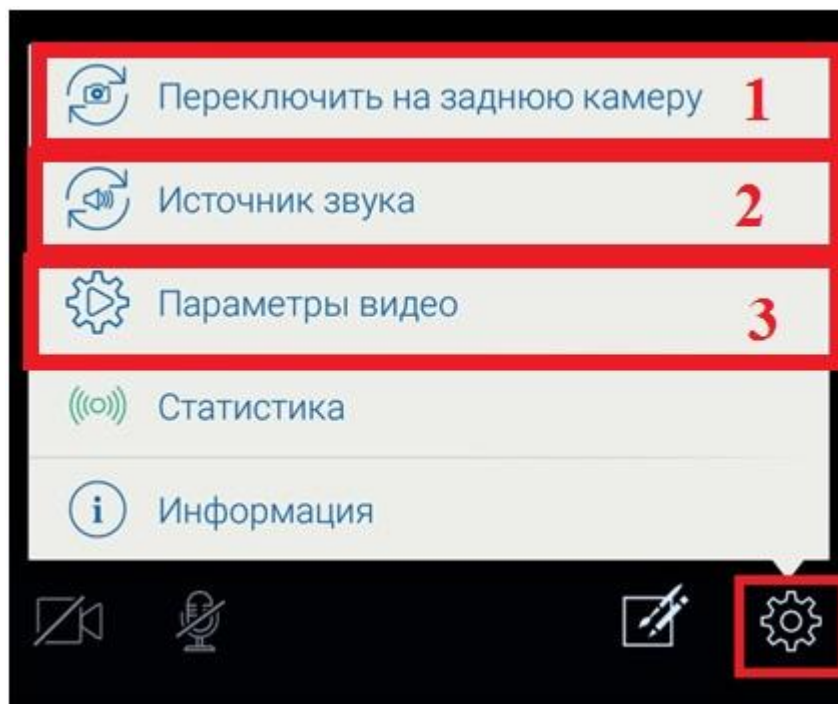 Переключить на заднюю камеру 1
Источник звука 2
Параметры видео 3
Статистика
Информация